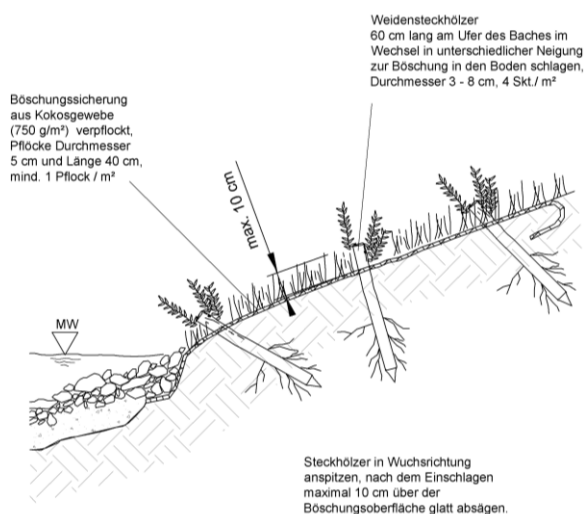 Weidensteckhölzer
60 cm lang am Ufer des Baches im
Wechsel in unterschiedlicher Neigung
zur Böschung in den Boden schlagen,
Durchmesser 3 - 8 cm, 4 Skt./ m²
Böschungssicherung
aus Kokosgewebe
(750 g/m²) verpflockt,
Pflöcke Durchmesser
5 cm und Länge 40 cm,
mind. 1 Pflock / m²
max. 10 cm
MW
Steckhölzer in Wuchsrichtung
anspitzen, nach dem Einschlagen
maximal 10 cm über der
Böschungsoberfläche glatt absägen.